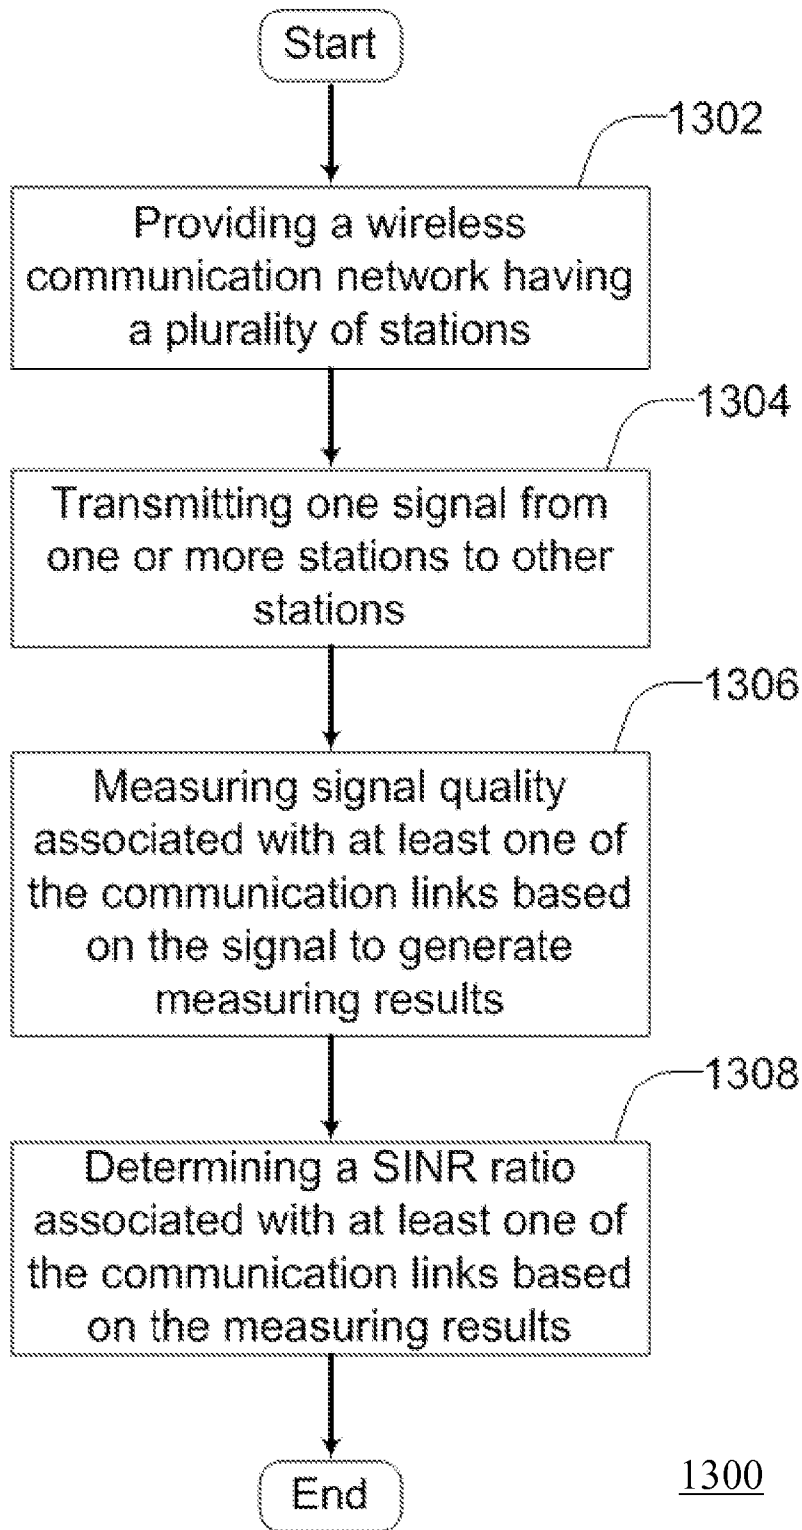 Start
1302
Providing a wireless
communication network having
a plurality of stations
1304
Transmitting one signal from
one or more stations to other
stations
1306
Measuring signal quality
associated with at least one of
the communication links based
on the signal to generate
measuring results
1308
Determining a SINR ratio
associated with at least one of
the communication links based
on the measuring results
End
1300